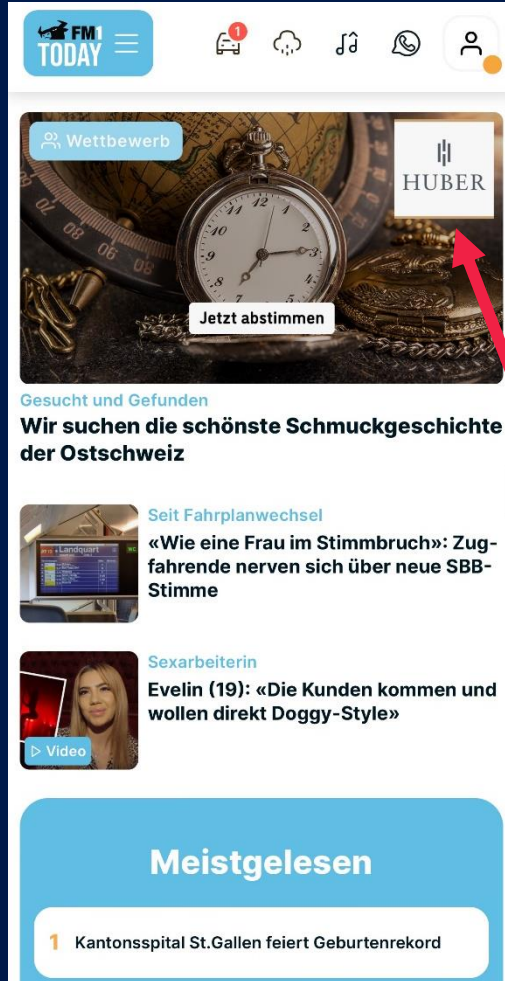 FM1
TODAY
1
Wettbewerb
HUBER
Jetzt abstimmen
Gesucht und Gefunden
Wir suchen die schönste Schmuckgeschichte
der Ostschweiz
Seit Fahrplanwechsel
Landquart
«Wie eine Frau im Stimmbruch»: Zug-
fahrende nerven sich über neue SBB-
Stimme
Sexarbeiterin
Evelin (19): «Die Kunden kommen und
wollen direkt Doggy-Style»
Video
Meistgelesen
1 Kantonsspital St.Gallen feiert Geburtenrekord